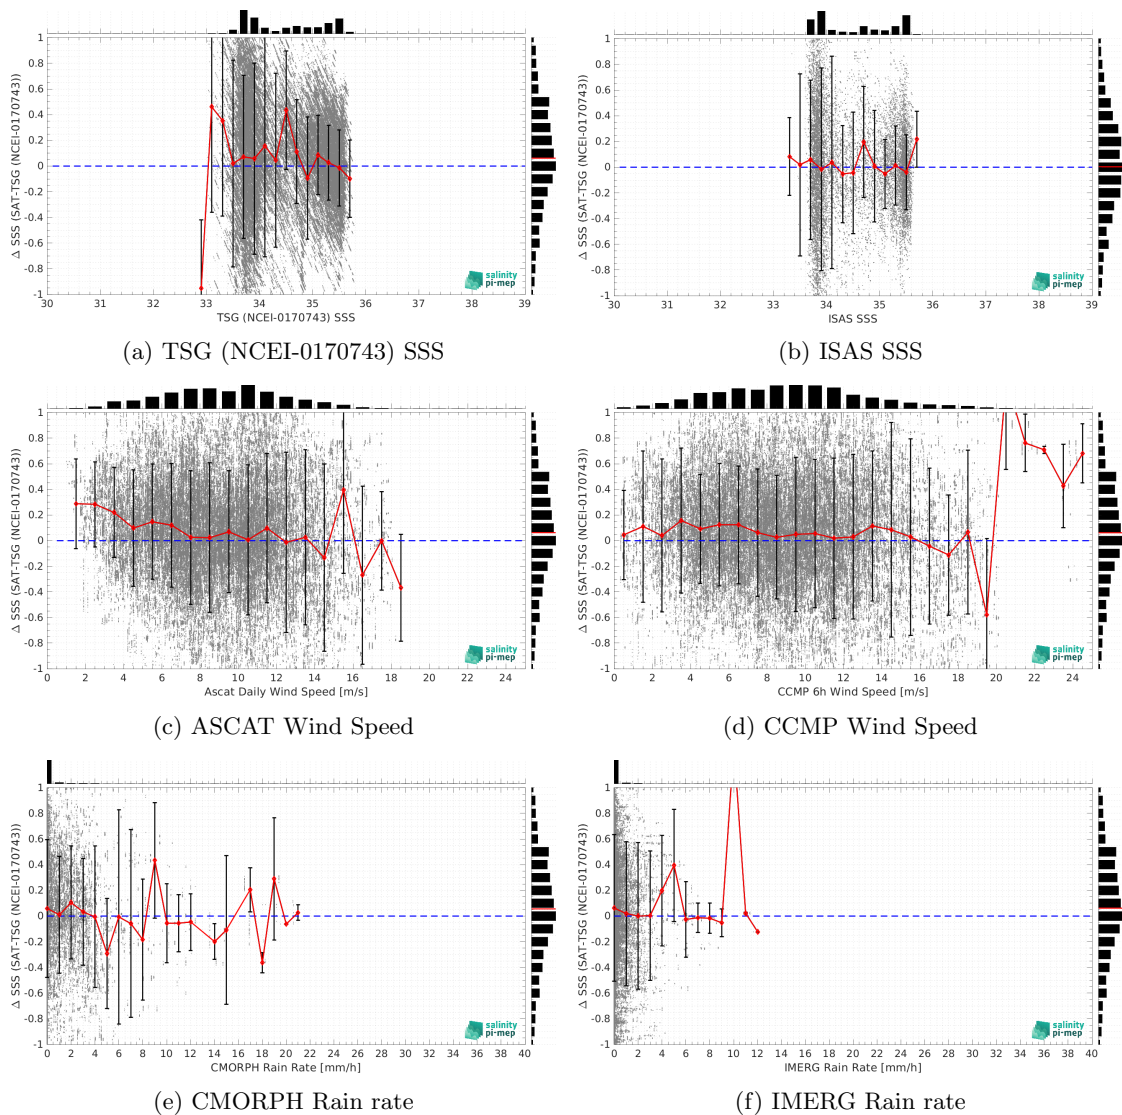 Δ SSS (SAT-TSG (NCEI-0170743))
1
0.8
0.6
0.4
0.2
0
-0.2
-0.4
-0.6
-0.8
-1
30 31 32 33 34 35 36 37 38 39
TSG (NCEI-0170743) SSS
salinity
pi-mep
(a) TSG (NCEI-0170743) SSS
Δ SSS (SAT-TSG (NCEI-0170743))
1
0.8
0.6
0.4
0.2
0
-0.2
-0.4
-0.6
-0.8
-1
30 31 32 33 34 35 36 37 38 39
ISAS SSS
salinity
pi-mep
(b) ISAS SSS
Δ SSS (SAT-TSG (NCEI-0170743))
1
0.8
0.6
0.4
0.2
0
-0.2
-0.4
-0.6
-0.8
-1
0 2 4 6 8 10 12 14 16 18 20 22 24
Ascat Daily Wind Speed [m/s]
salinity
pi-mep
(c) ASCAT Wind Speed
Δ SSS (SAT-TSG (NCEI-0170743))
1
0.8
0.6
0.4
0.2
0
-0.2
-0.4
-0.6
-0.8
-1
0 2 4 6 8 10 12 14 16 18 20 22 24
CCMP 6h Wind Speed [m/s]
salinity
pi-mep
(d) CCMP Wind Speed
Δ SSS (SAT-TSG (NCEI-0170743))
1
0.8
0.6
0.4
0.2
0
-0.2
-0.4
-0.6
-0.8
-1
0 2 4 6 8 10 12 14 16 18 20 22 24 26 28 30 32 34 36 38 40
CMORPH Rain Rate [mm/h]
salinity
pi-mep
(e) CMORPH Rain rate
Δ SSS (SAT-TSG (NCEI-0170743))
1
0.8
0.6
0.4
0.2
0
-0.2
-0.4
-0.6
-0.8
-1
0 2 4 6 8 10 12 14 16 18 20 22 24 26 28 30 32 34 36 38 40
IMERG Rain Rate [mm/h]
salinity
pi-mep
(f) IMERG Rain rate